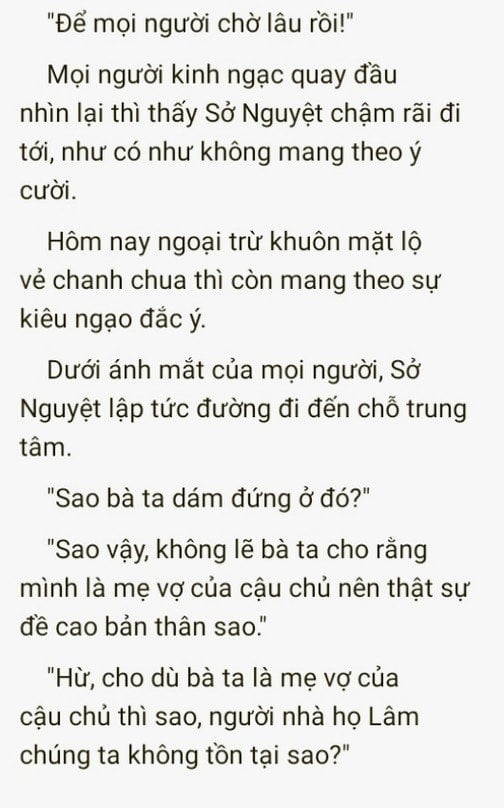 "Để mọi người chờ lâu rồi!"
Mọi người kinh ngạc quay đầu
nhìn lại thì thấy Sở Nguyệt chậm rãi đi
tới, như có như không mang theo ý
cười.
Hôm nay ngoại trừ khuôn mặt lộ
vẻ chanh chua thì còn mang theo sự
kiêu ngạo đắc ý.
Dưới ánh mắt của mọi người, Sở
Nguyệt lập tức đường đi đến chỗ trung
tâm.
"Sao bà ta dám đứng ở đó?"
"Sao vậy, không lẽ bà ta cho rằng
mình là mẹ vợ của cậu chủ nên thật sự
đề cao bản thân sao."
"Hừ, cho dù bà ta là mẹ vợ của
cậu chủ thì sao, người nhà họ Lâm
chúng ta không tồn tại sao?"